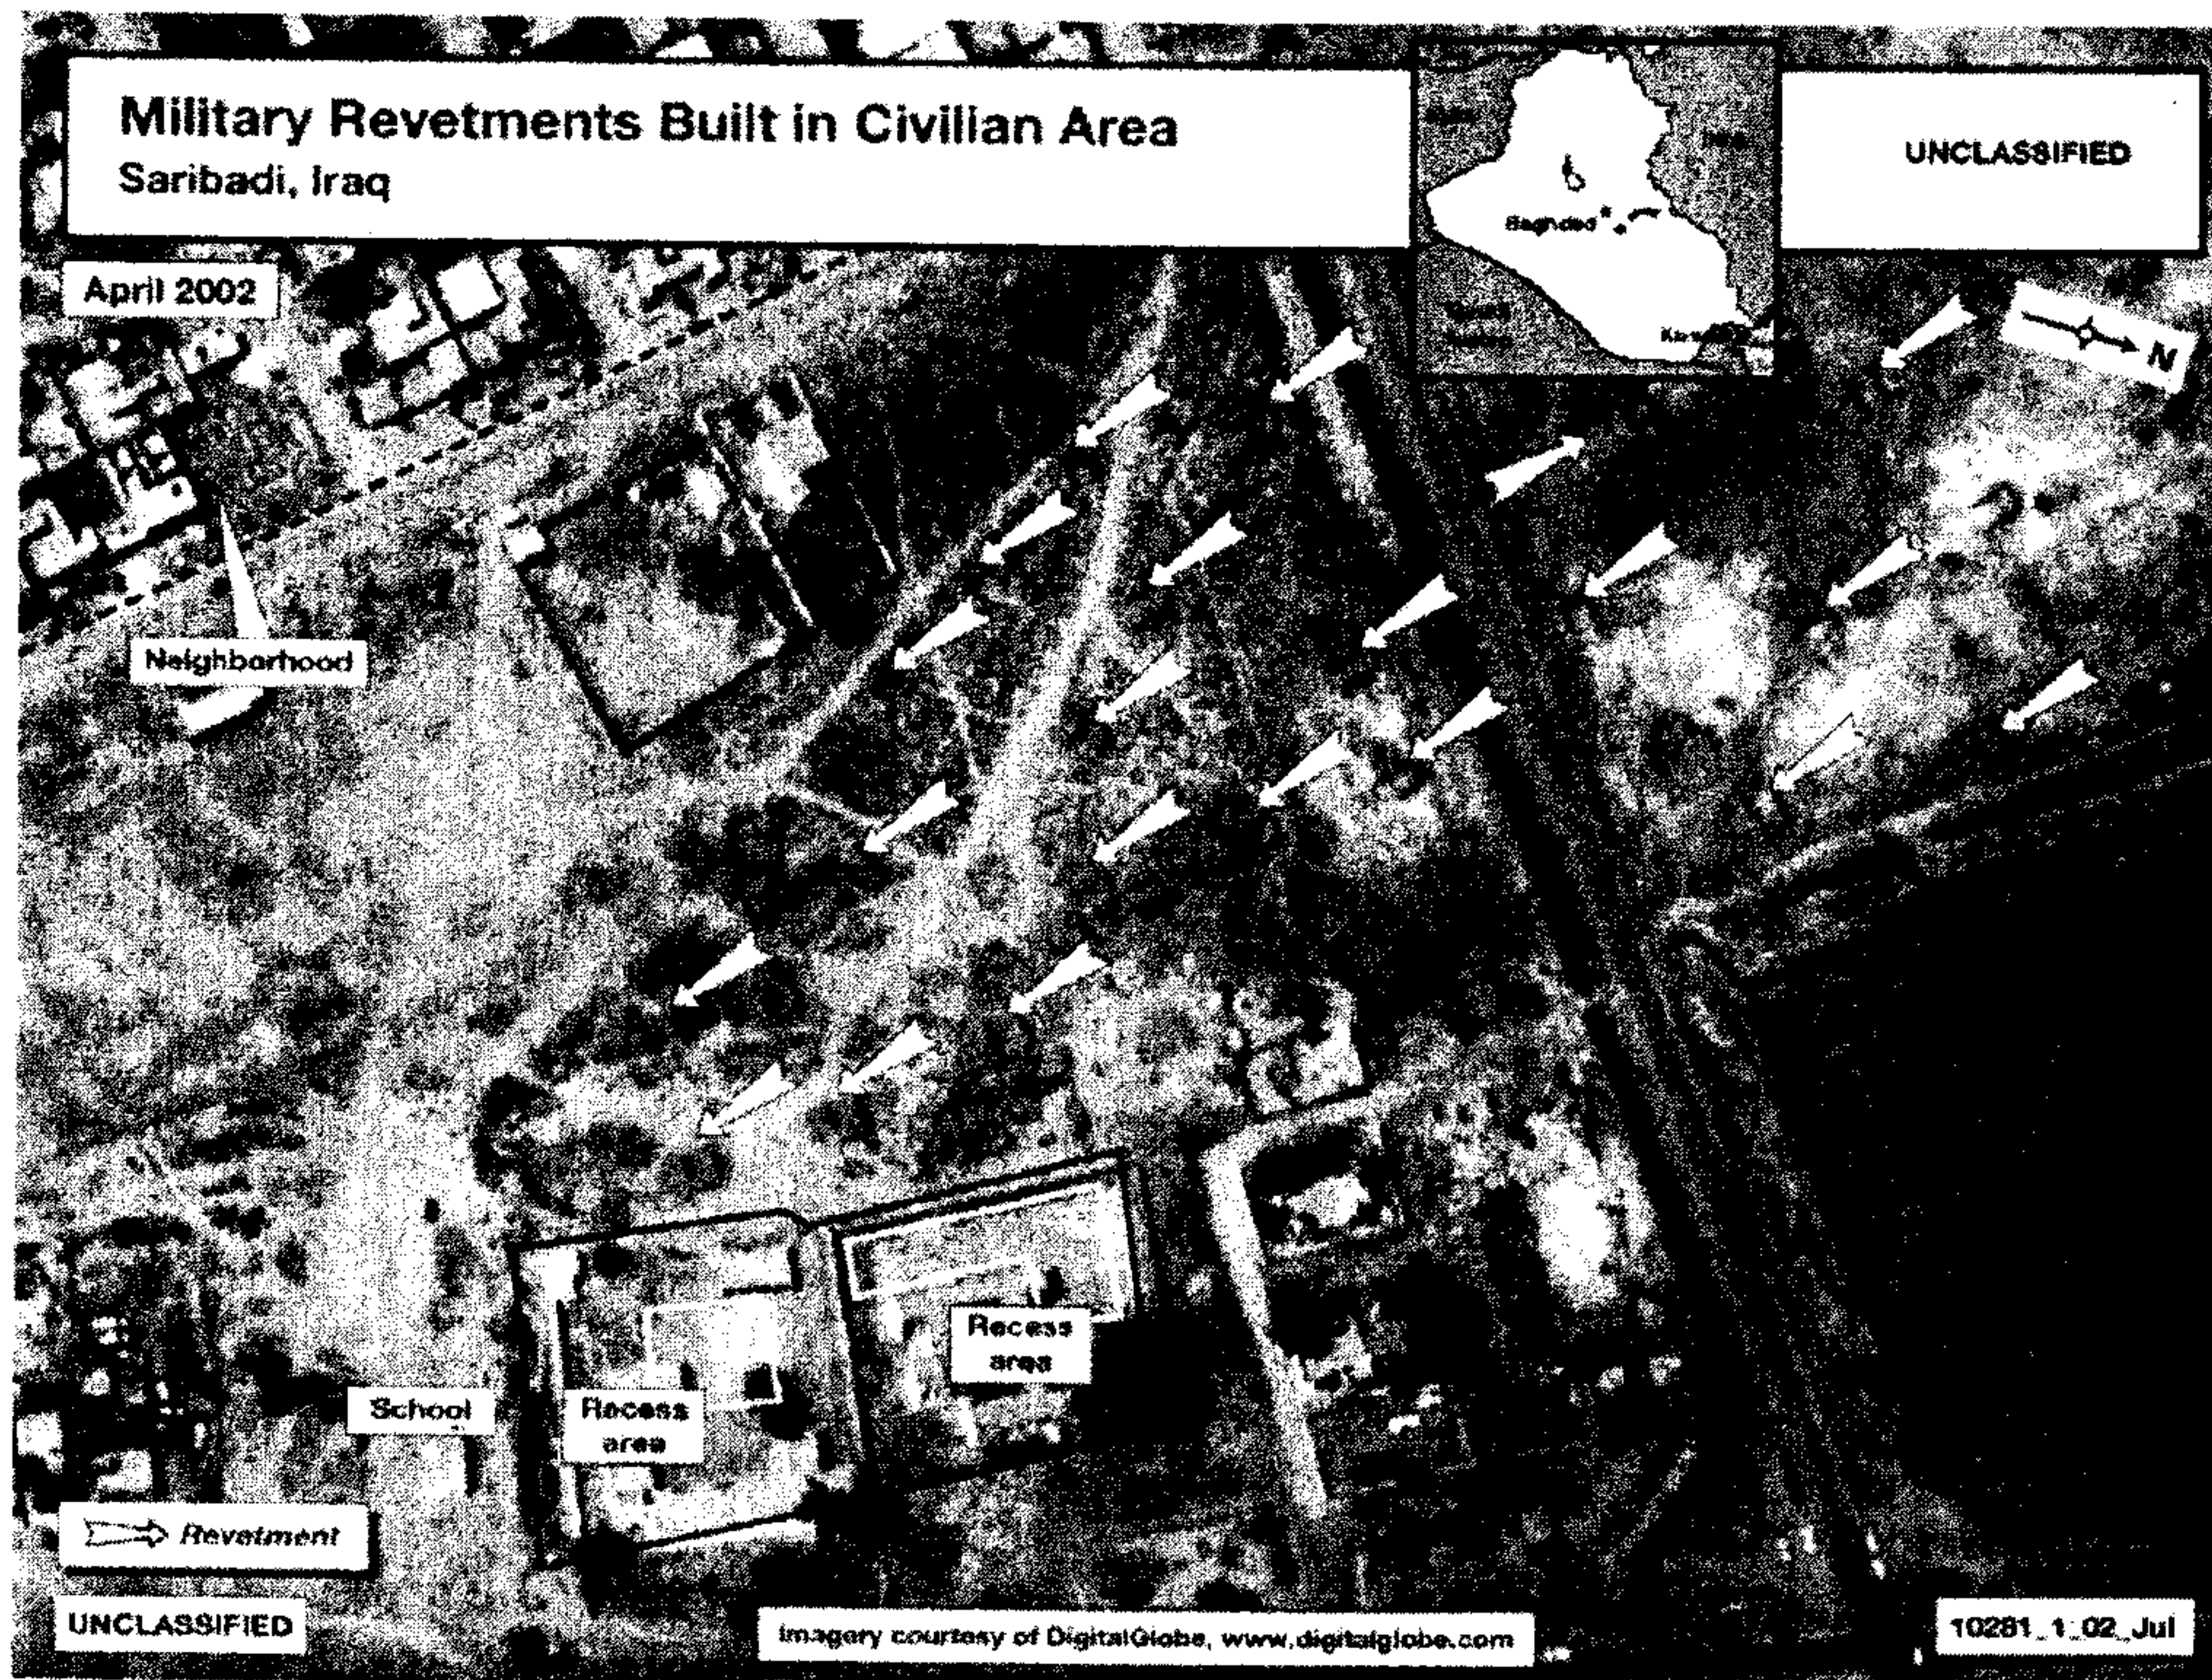 Military Revetments Built in Civilian Area
Saribadi, Iraq
UNCLASSIFIED
Baghdad
April 2002
N
Neighborhood
Recess
area
School
Recess
area
Revetment
UNCLASSIFIED
Imagery courtesy of DigitalGlobe, www.digitalglobe.com
10281_1_02_Jul